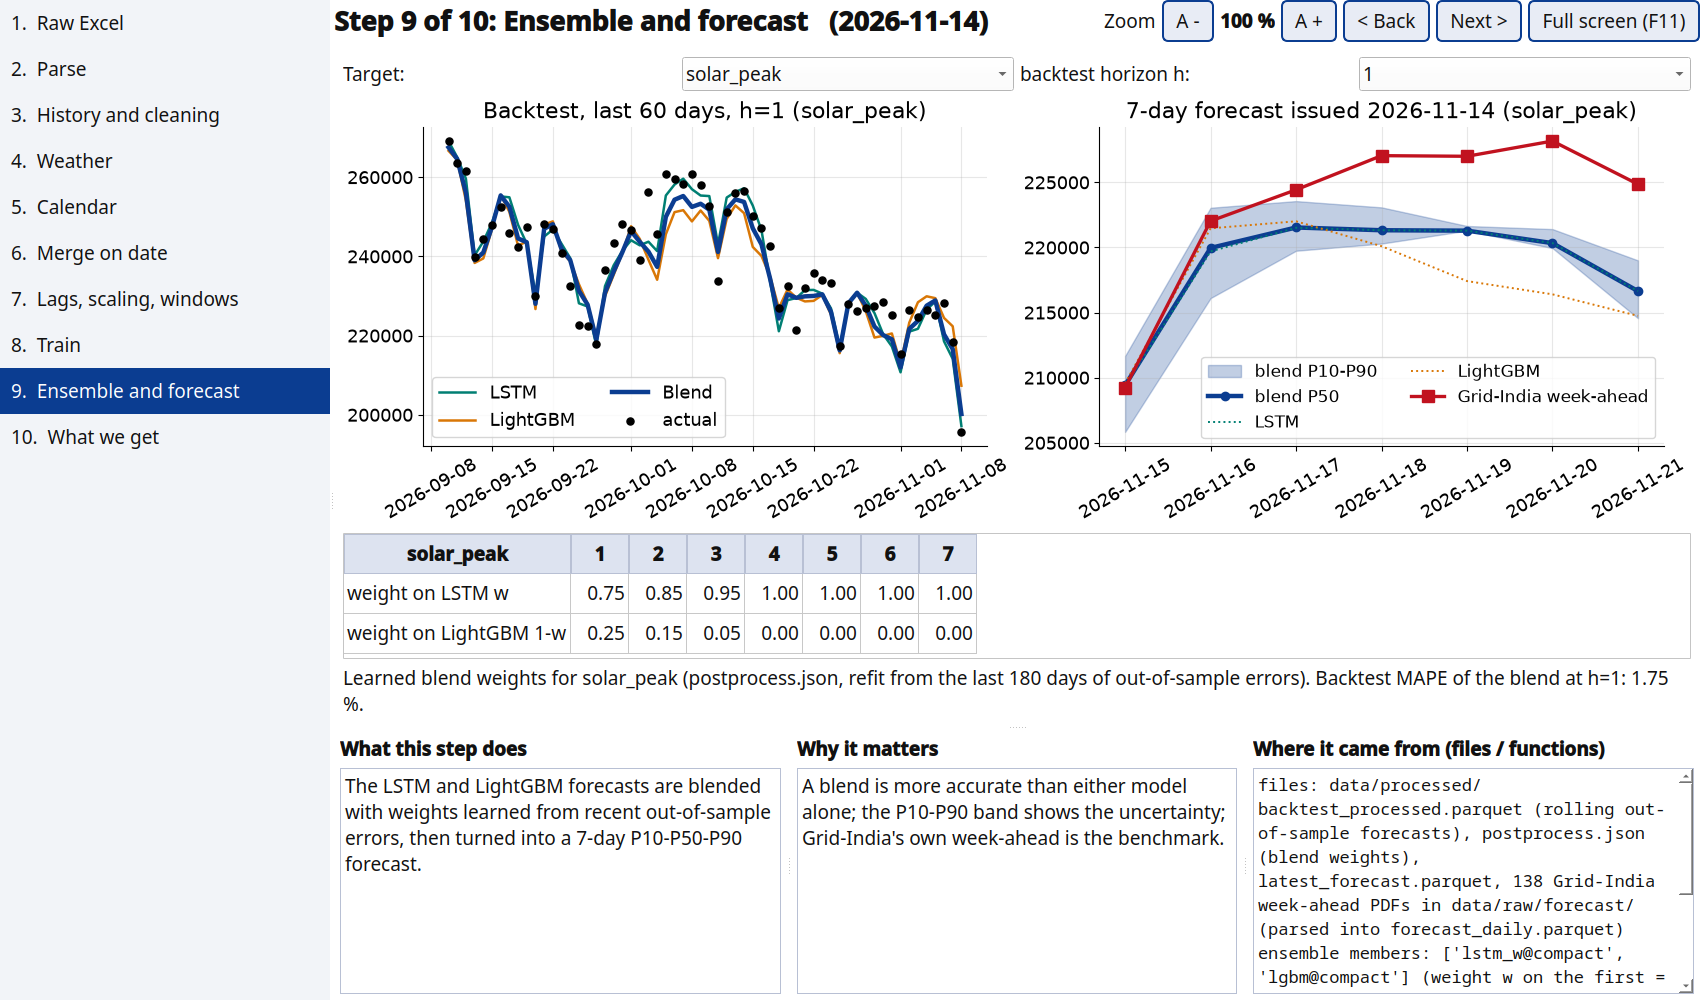 1.  Raw Excel
2.  Parse
3.  History and cleaning
4.  Weather
5.  Calendar
6.  Merge on date
7.  Lags, scaling, windows
8.  Train
9.  Ensemble and forecast
10.  What we get
Step 9 of 10: Ensemble and forecast   (2026-11-14)
Zoom A - 100 % A + < Back Next > Full screen (F11)
Target: solar_peak backtest horizon h: 1
Backtest, last 60 days, h=1 (solar_peak)
260000
240000
220000
200000
LSTM
LightGBM
Blend
actual
2026-09-08 2026-09-15 2026-09-22 2026-10-01 2026-10-08 2026-10-15 2026-10-22 2026-11-01 2026-11-08
7-day forecast issued 2026-11-14 (solar_peak)
225000
220000
215000
210000
205000
blend P10-P90
blend P50
LSTM
LightGBM
Grid-India week-ahead
2026-11-15 2026-11-16 2026-11-17 2026-11-18 2026-11-19 2026-11-20 2026-11-21
solar_peak 1 2 3 4 5 6 7
weight on LSTM w 0.75 0.85 0.95 1.00 1.00 1.00 1.00
weight on LightGBM 1-w 0.25 0.15 0.05 0.00 0.00 0.00 0.00
Learned blend weights for solar_peak (postprocess.json, refit from the last 180 days of out-of-sample errors). Backtest MAPE of the blend at h=1: 1.75
%.
What this step does
The LSTM and LightGBM forecasts are blended
with weights learned from recent out-of-sample
errors, then turned into a 7-day P10-P50-P90
forecast.
Why it matters
A blend is more accurate than either model
alone; the P10-P90 band shows the uncertainty;
Grid-India's own week-ahead is the benchmark.
Where it came from (files / functions)
files: data/processed/
backtest_processed.parquet (rolling out-
of-sample forecasts), postprocess.json
(blend weights),
latest_forecast.parquet, 138 Grid-India
week-ahead PDFs in data/raw/forecast/
(parsed into forecast_daily.parquet)
ensemble members: ['lstm_w@compact',
'lgbm@compact'] (weight w on the first =